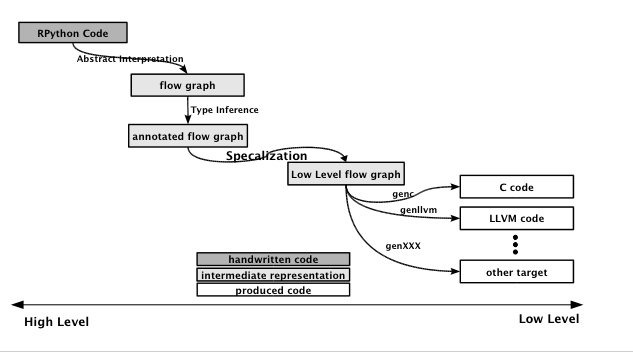 RPython Code
Abstract Interpretation
flow graph
Type Inference
annotated flow graph
Specalization
Low Level flow graph
genc
C code
genllvm
LLVM code
genXXX
other target
handwritten code
intermediate representation
produced code
High Level
Low Level